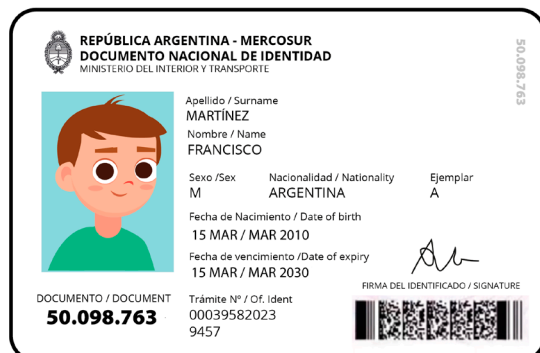 REPÚBLICA ARGENTINA - MERCOSUR
DOCUMENTO NACIONAL DE IDENTIDAD
MINISTERIO DEL INTERIOR Y TRANSPORTE
50.098.763
Apellido / Surname
MARTÍNEZ
Nombre / Name
FRANCISCO
Sexo /Sex Nacionalidad / Nationality Ejemplar
M ARGENTINA A
Fecha de Nacimiento / Date of birth
15 MAR / MAR 2010
Fecha de vencimiento /Date of expiry
15 MAR / MAR 2030
FIRMA DEL IDENTIFICADO / SIGNATURE
DOCUMENTO / DOCUMENT
50.098.763
Trámite Nº / Of. Ident
00039582023
9457